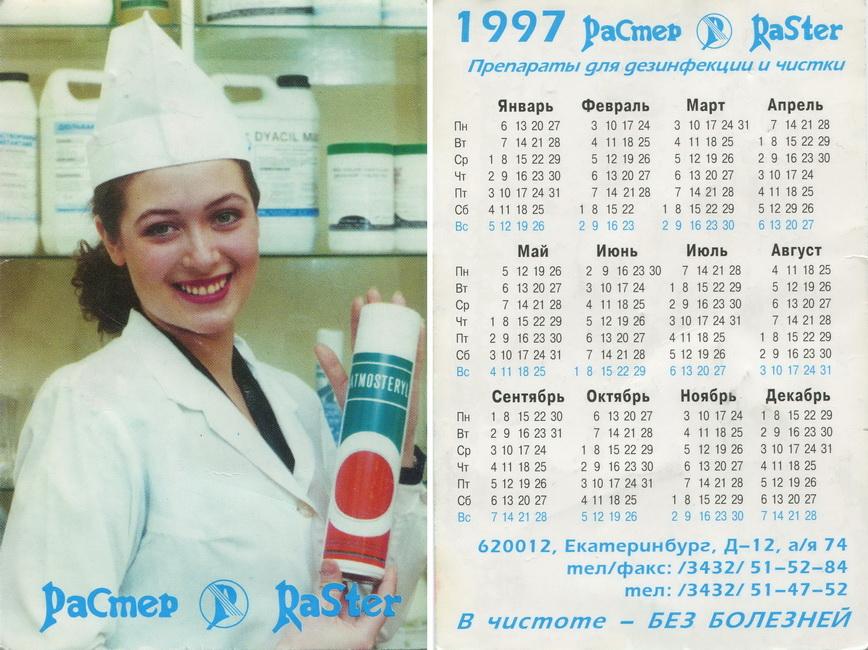 DYACIL MU
ATMOSTERYL
РаСтер RaSter
1997 РаСтер RaSter
Препараты для дезинфекции и чистки
Январь Февраль Март Апрель
Пн 6 13 20 27 3 10 17 24 3 10 17 24 31 7 14 21 28
Вт 7 14 21 28 4 11 18 25 4 11 18 25 1 8 15 22 29
Ср 1 8 15 22 29 5 12 19 26 5 12 19 26 2 9 16 23 30
Чт 2 9 16 23 30 6 13 20 27 6 13 20 27 3 10 17 24
Пт 3 10 17 24 31 7 14 21 28 7 14 21 28 4 11 18 25
Сб 4 11 18 25 1 8 15 22 1 8 15 22 29 5 12 29 26
Вс 5 12 19 26 2 9 16 23 2 9 16 23 30 6 13 20 27
Май Июнь Июль Август
Пн 5 12 19 26 2 9 16 23 30 7 14 21 28 4 11 18 25
Вт 6 13 20 27 3 10 17 24 1 8 15 22 29 5 12 19 26
Ср 7 14 21 28 4 11 18 25 2 9 16 23 30 6 13 20 27
Чт 1 8 15 22 29 5 12 19 26 3 10 17 24 31 7 14 21 28
Пт 2 9 16 23 30 6 13 20 27 4 11 18 25 1 8 15 22 29
Сб 3 10 17 24 31 7 14 21 28 5 12 19 26 2 9 16 23 30
Вс 4 11 18 25 1 8 15 22 29 6 13 20 27 3 10 17 24 31
Сентябрь Октябрь Ноябрь Декабрь
Пн 1 8 15 22 30 6 13 20 27 3 10 17 24 1 8 15 22 29
Вт 2 9 16 23 31 7 14 21 28 4 11 18 25 2 9 16 23 30
Ср 3 10 17 24 1 8 15 22 29 5 12 19 26 3 10 17 24 31
Чт 4 11 18 25 2 9 16 23 30 6 13 20 27 4 11 18 25
Пт 5 12 19 26 3 10 17 24 31 7 14 21 28 5 12 19 26
Сб 6 13 20 27 4 11 18 25 1 8 15 22 29 6 13 20 27
Вс 7 14 21 28 5 12 19 26 2 9 16 23 30 7 14 21 28
620012, Екатеринбург, Д-12, а/я 74
тел/факс: /3432/ 51-52-84
тел: /3432/ 51-47-52
В чистоте – БЕЗ БОЛЕЗНЕЙ